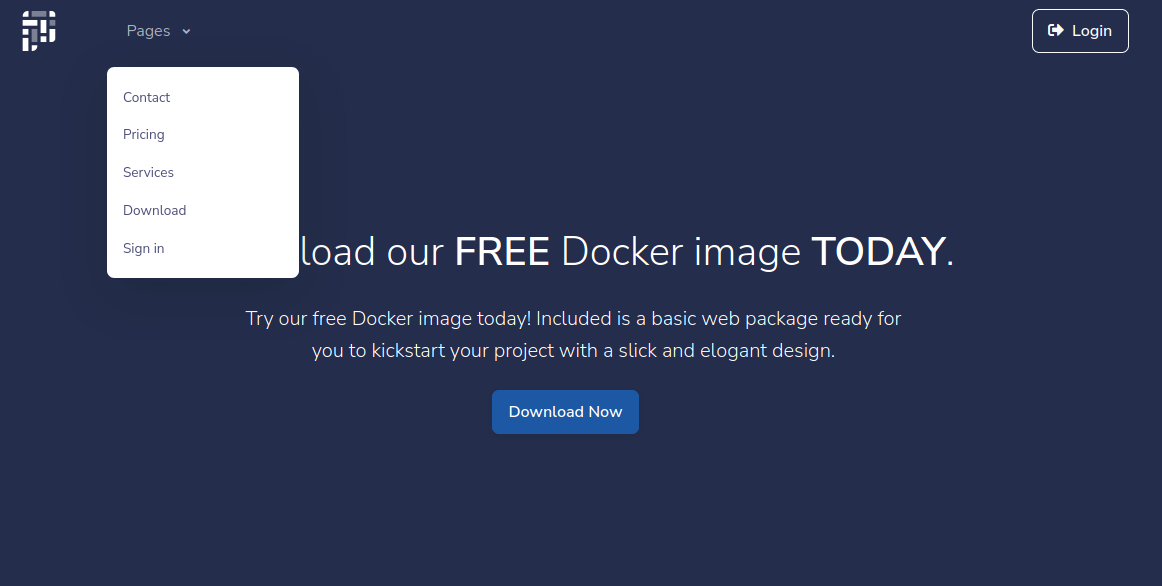 Pages
Login
Contact
Pricing
Services
Download
Sign in
load our FREE Docker image TODAY.
Try our free Docker image today! Included is a basic web package ready for
you to kickstart your project with a slick and elogant design.
Download Now